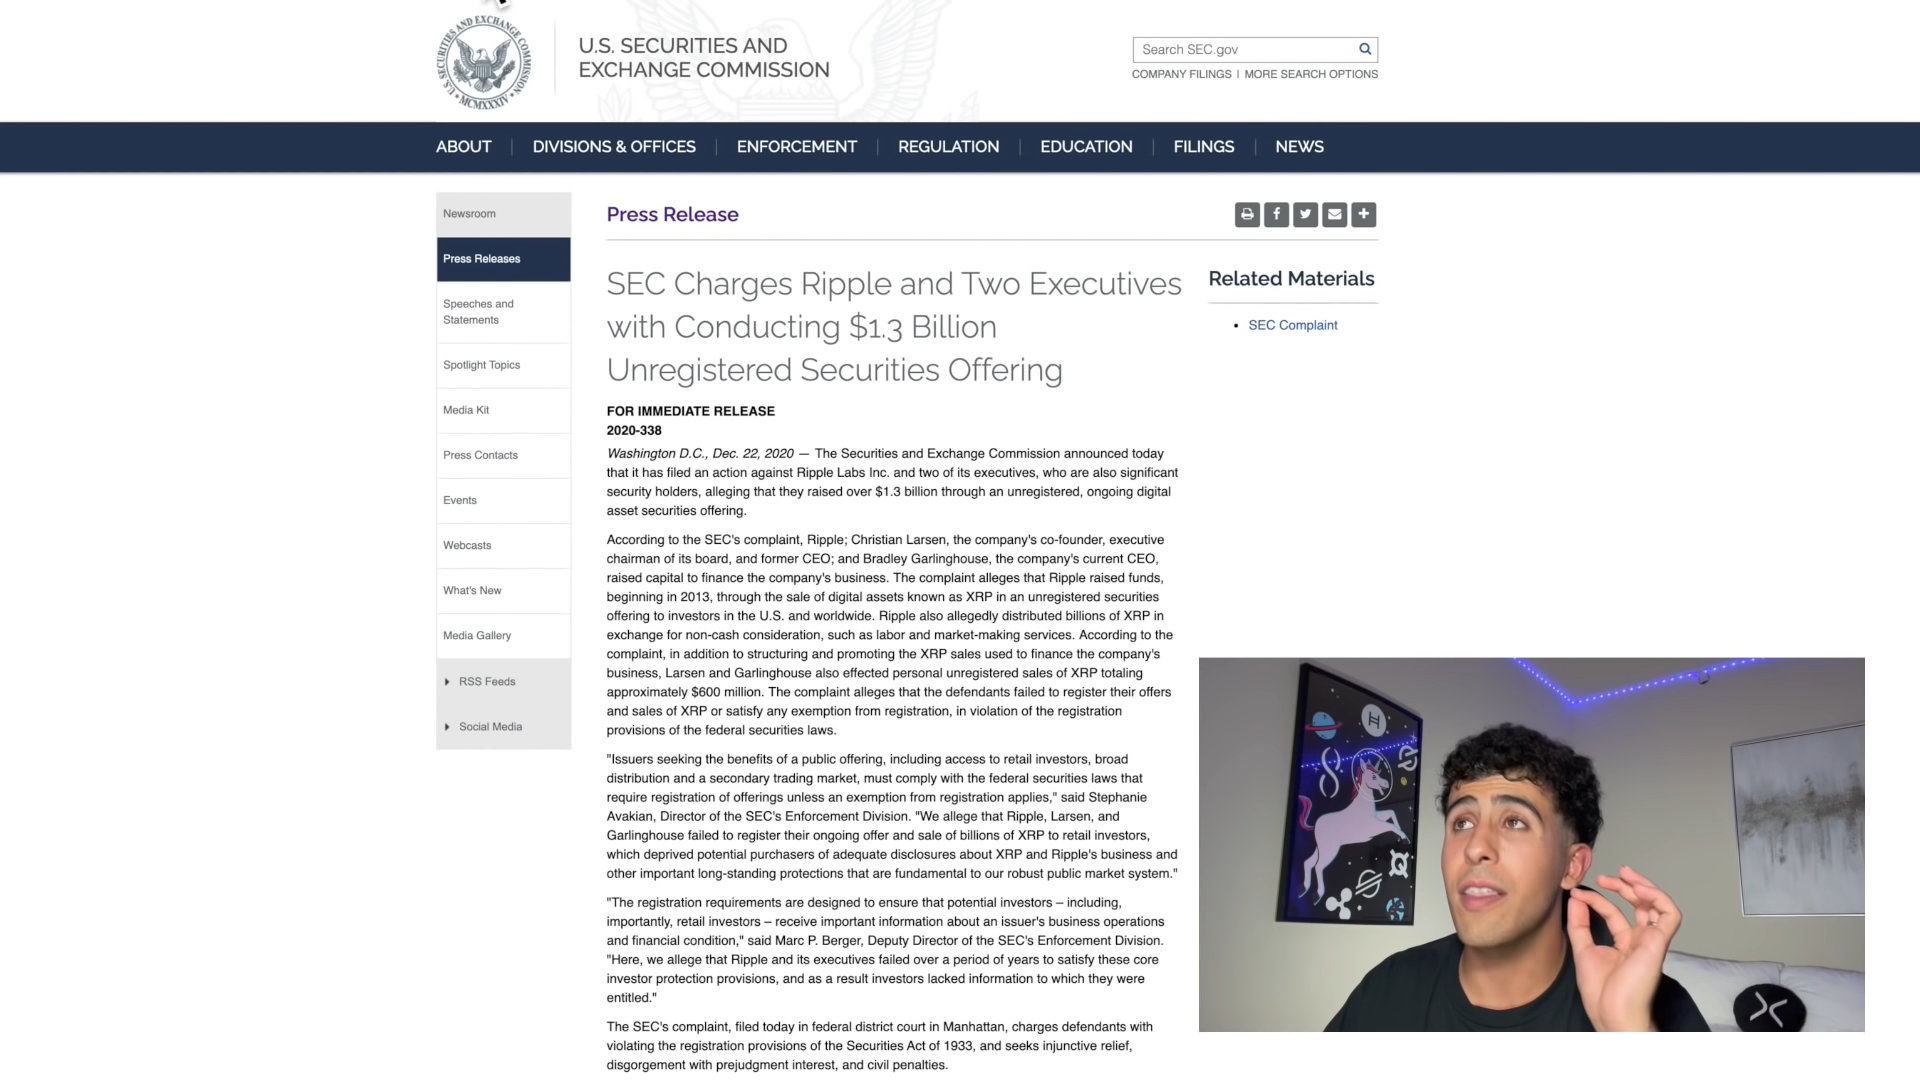 U.S. SECURITIES AND EXCHANGE COMMISSION
MCMXXXIV
U.S. SECURITIES AND
EXCHANGE COMMISSION
Search SEC.gov
COMPANY FILINGS | MORE SEARCH OPTIONS
ABOUT | DIVISIONS & OFFICES | ENFORCEMENT | REGULATION | EDUCATION | FILINGS | NEWS
Newsroom
Press Releases
Speeches and
Statements
Spotlight Topics
Media Kit
Press Contacts
Events
Webcasts
What's New
Media Gallery
RSS Feeds
Social Media
Press Release
SEC Charges Ripple and Two Executives
with Conducting $1.3 Billion
Unregistered Securities Offering
FOR IMMEDIATE RELEASE
2020-338
Washington D.C., Dec. 22, 2020 — The Securities and Exchange Commission announced today
that it has filed an action against Ripple Labs Inc. and two of its executives, who are also significant
security holders, alleging that they raised over $1.3 billion through an unregistered, ongoing digital
asset securities offering.
According to the SEC's complaint, Ripple; Christian Larsen, the company's co-founder, executive
chairman of its board, and former CEO; and Bradley Garlinghouse, the company's current CEO,
raised capital to finance the company's business. The complaint alleges that Ripple raised funds,
beginning in 2013, through the sale of digital assets known as XRP in an unregistered securities
offering to investors in the U.S. and worldwide. Ripple also allegedly distributed billions of XRP in
exchange for non-cash consideration, such as labor and market-making services. According to the
complaint, in addition to structuring and promoting the XRP sales used to finance the company's
business, Larsen and Garlinghouse also effected personal unregistered sales of XRP totaling
approximately $600 million. The complaint alleges that the defendants failed to register their offers
and sales of XRP or satisfy any exemption from registration, in violation of the registration
provisions of the federal securities laws.
"Issuers seeking the benefits of a public offering, including access to retail investors, broad
distribution and a secondary trading market, must comply with the federal securities laws that
require registration of offerings unless an exemption from registration applies," said Stephanie
Avakian, Director of the SEC's Enforcement Division. "We allege that Ripple, Larsen, and
Garlinghouse failed to register their ongoing offer and sale of billions of XRP to retail investors,
which deprived potential purchasers of adequate disclosures about XRP and Ripple's business and
other important long-standing protections that are fundamental to our robust public market system."
"The registration requirements are designed to ensure that potential investors – including,
importantly, retail investors – receive important information about an issuer's business operations
and financial condition," said Marc P. Berger, Deputy Director of the SEC's Enforcement Division.
"Here, we allege that Ripple and its executives failed over a period of years to satisfy these core
investor protection provisions, and as a result investors lacked information to which they were
entitled."
The SEC's complaint, filed today in federal district court in Manhattan, charges defendants with
violating the registration provisions of the Securities Act of 1933, and seeks injunctive relief,
disgorgement with prejudgment interest, and civil penalties.
Related Materials
• SEC Complaint